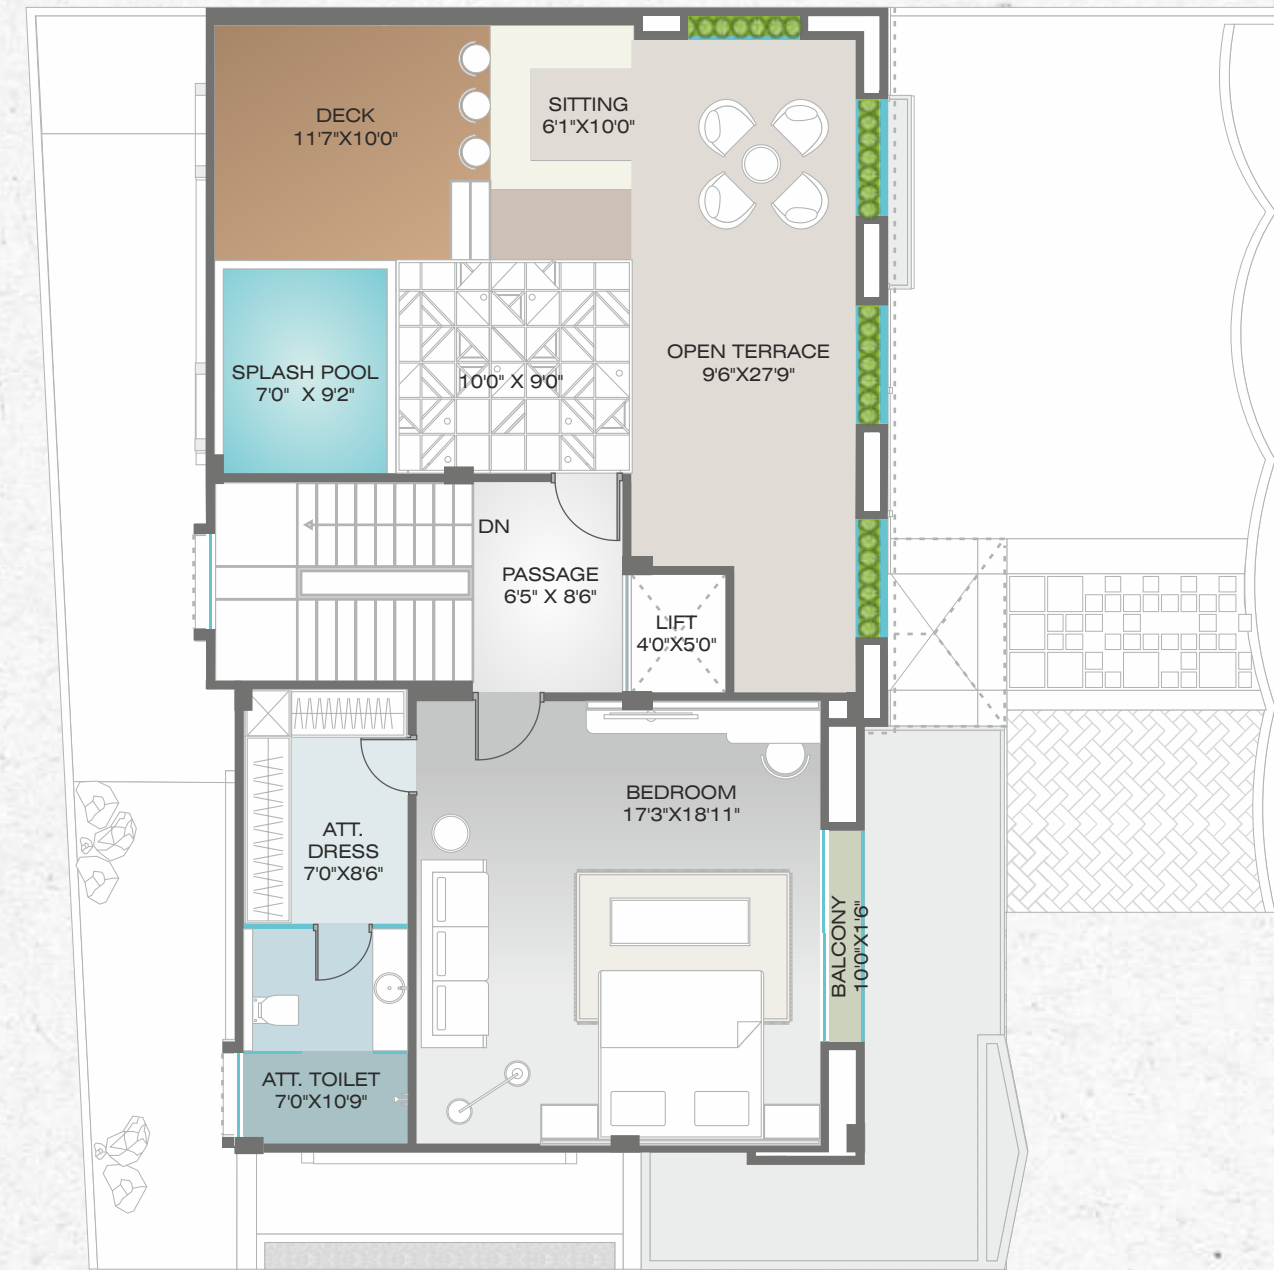 DECK
11'7"X10'0"
SITTING
6'1"X10'0"
SPLASH POOL
7'0" X 9'2"
10'0" X 9'0"
OPEN TERRACE
9'6"X27'9"
DN
PASSAGE
6'5" X 8'6"
LIFT
4'0"X5'0"
BEDROOM
17'3"X18'11"
ATT.
DRESS
7'0"X8'6"
BALCONY
10'0"X1'6"
ATT. TOILET
7'0"X10'9"